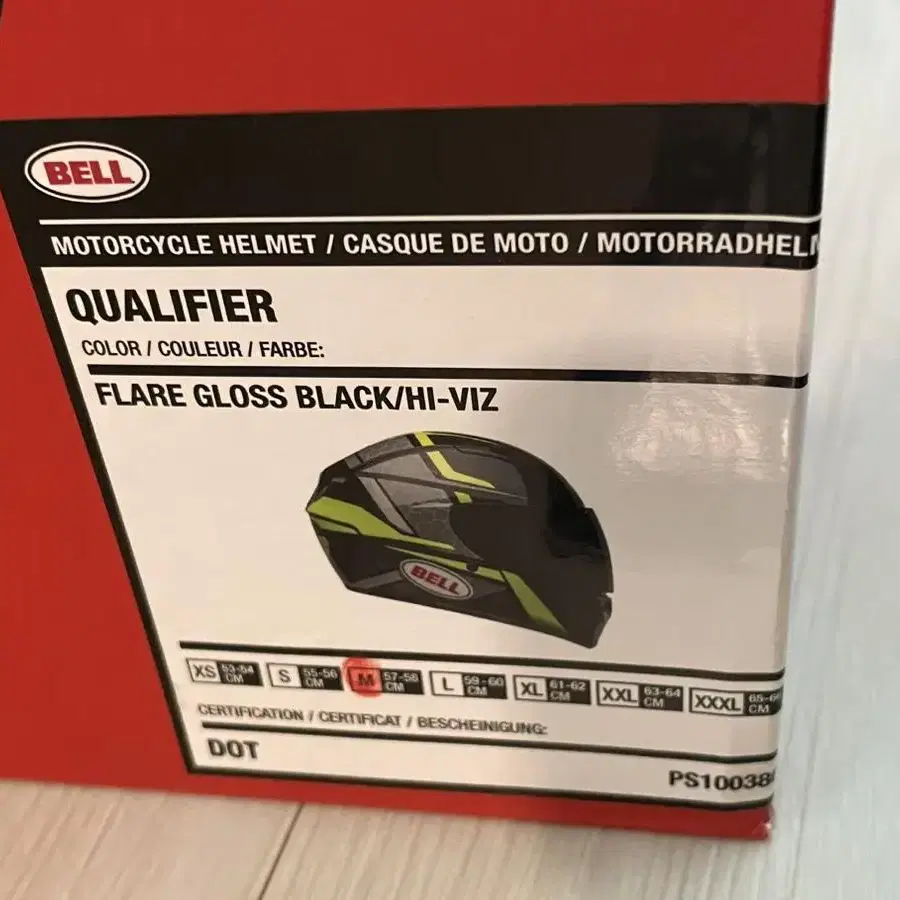 BELL
MOTORCYCLE HELMET / CASQUE DE MOTO / MOTORRADHELM
QUALIFIER
COLOR / COULEUR / FARBE:
FLARE GLOSS BLACK/HI-VIZ
BELL
XS 53-54 CM S 55-56 CM M 57-58 CM L 59-60 CM XL 61-62 CM XXL 63-64 CM XXXL CM
CERTIFICATION / CERTIFICAT / BESCHEINIGUNG:
DOT
PS10038